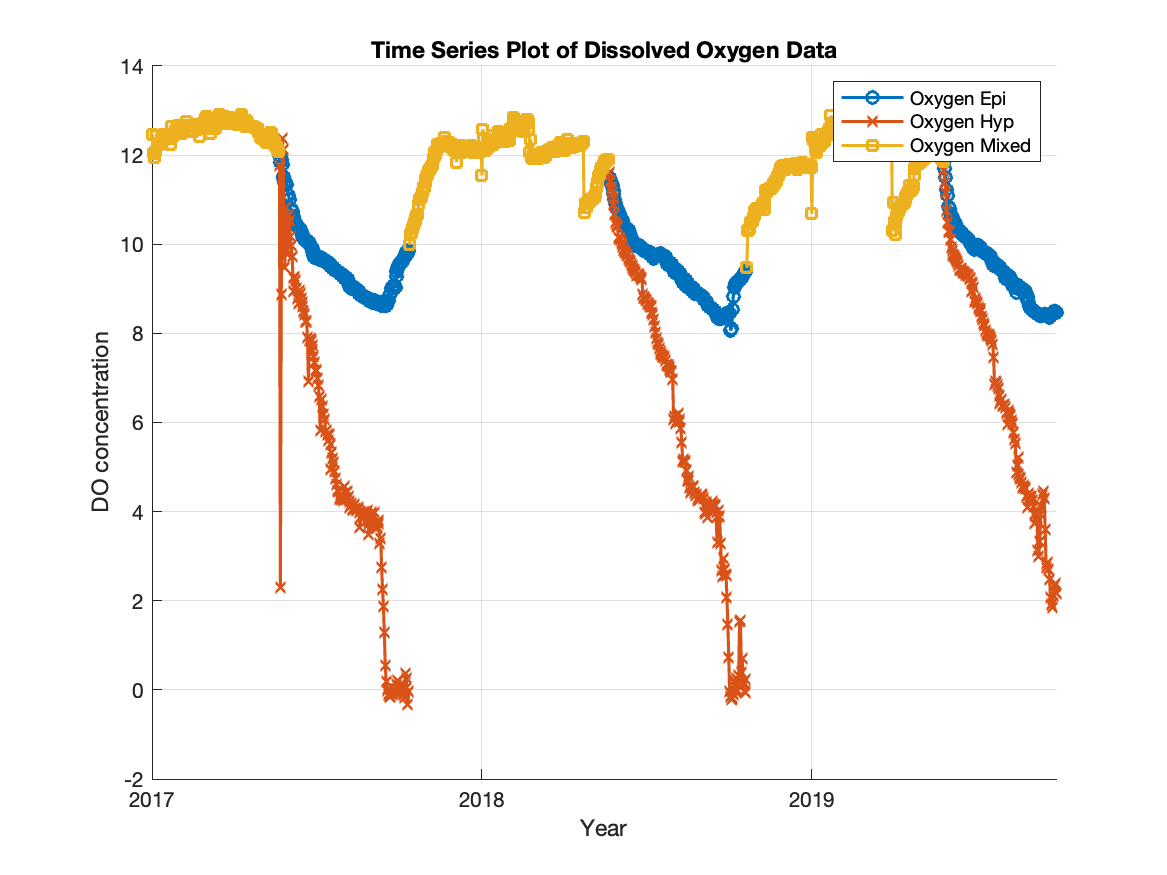 Time Series Plot of Dissolved Oxygen Data
14
12
10
8
6
4
2
0
-2
DO concentration
Oxygen Epi
Oxygen Hyp
Oxygen Mixed
2017
2018
2019
Year